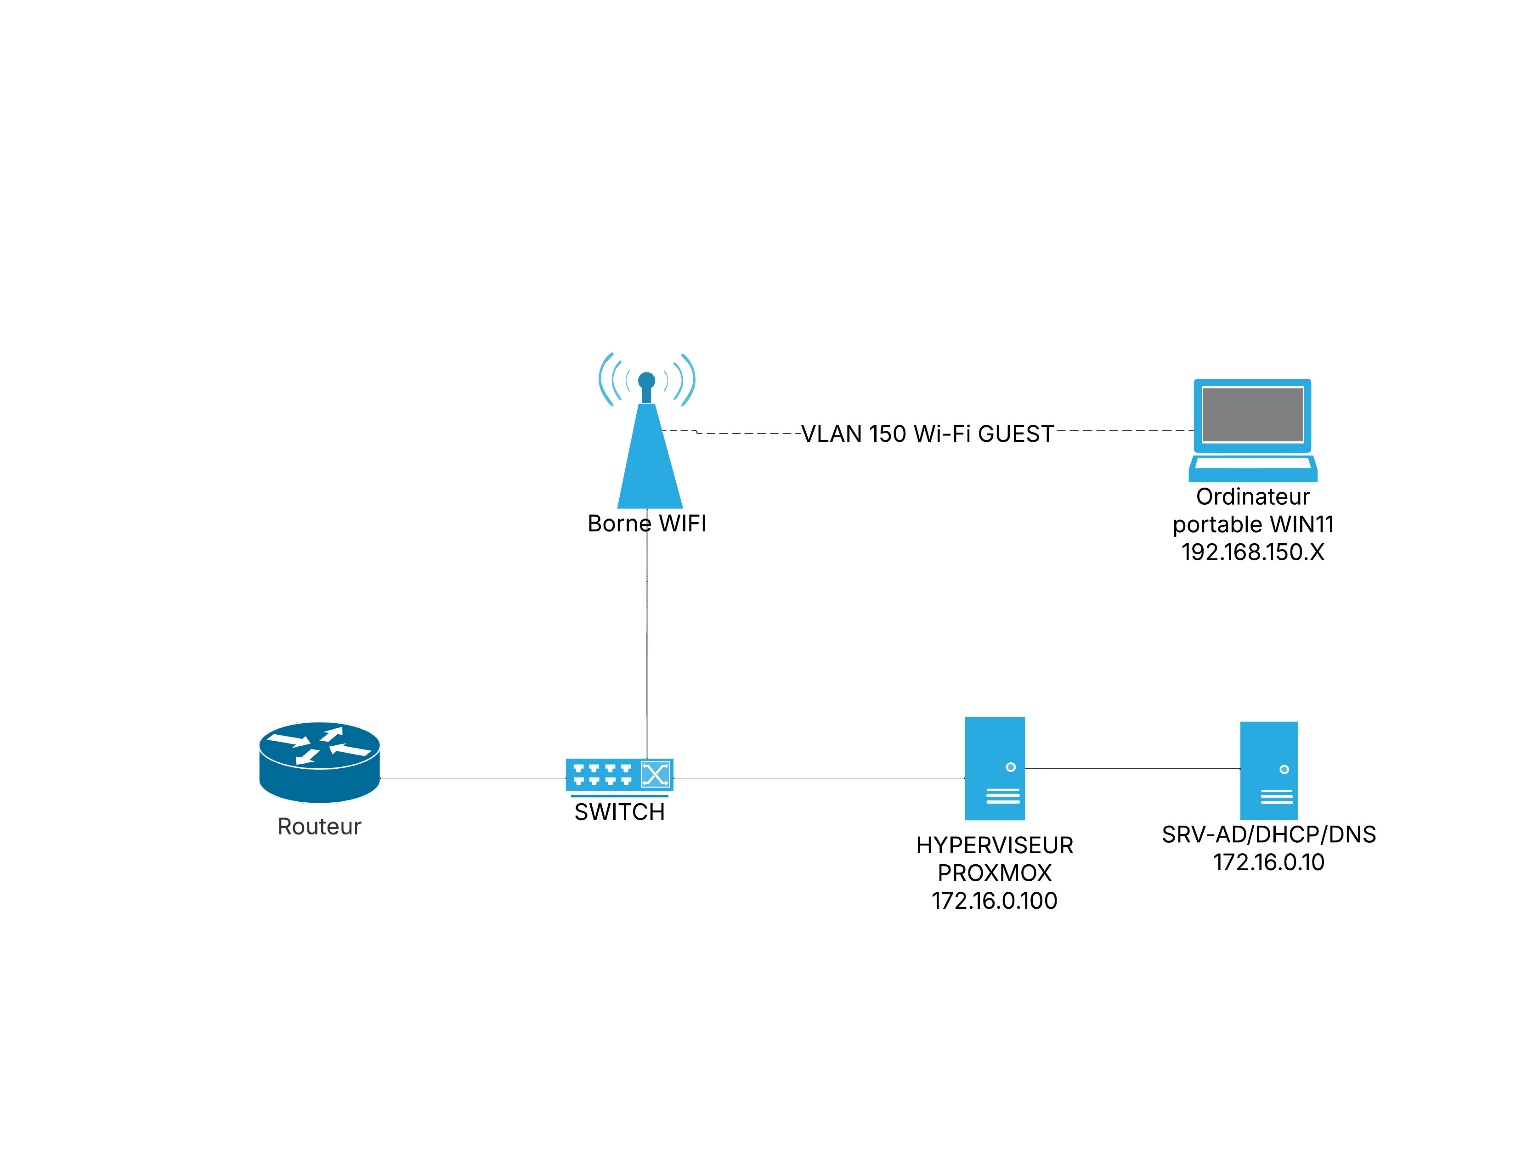 VLAN 150 Wi-Fi GUEST
Ordinateur
portable WIN11
192.168.150.X
Borne WIFI
Routeur
SWITCH
HYPERVISEUR
PROXMOX
172.16.0.100
SRV-AD/DHCP/DNS
172.16.0.10